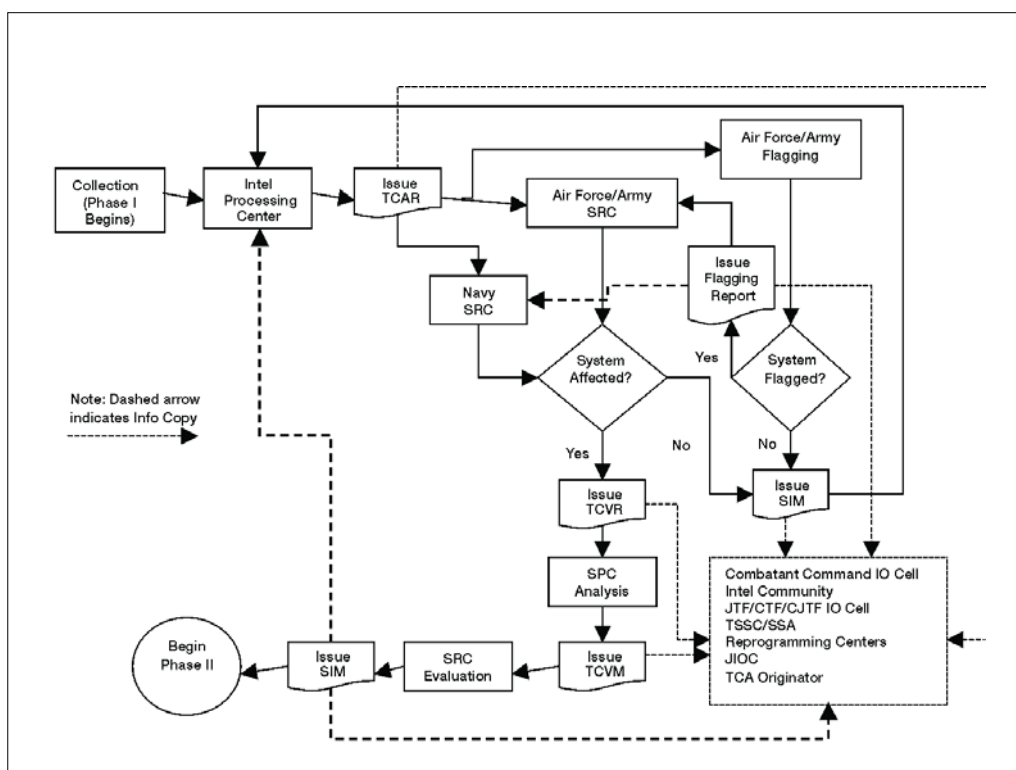 Air Force/Army
Flagging
Collection
(Phase I
Begins)
Intel
Processing
Center
Issue
TCAR
Air Force/Army
SRC
Issue
Flagging
Report
Navy
SRC
System
Affected?
Yes
System
Flagged?
Note: Dashed arrow
indicates Info Copy
Yes
No
No
Issue
TCVR
Issue
SIM
SPC
Analysis
Combatant Command IO Cell
Intel Community
JTF/CTF/CJTF IO Cell
TSSC/SSA
Reprogramming Centers
JIOC
TCA Originator
Begin
Phase II
Issue
SIM
SRC
Evaluation
Issue
TCVM